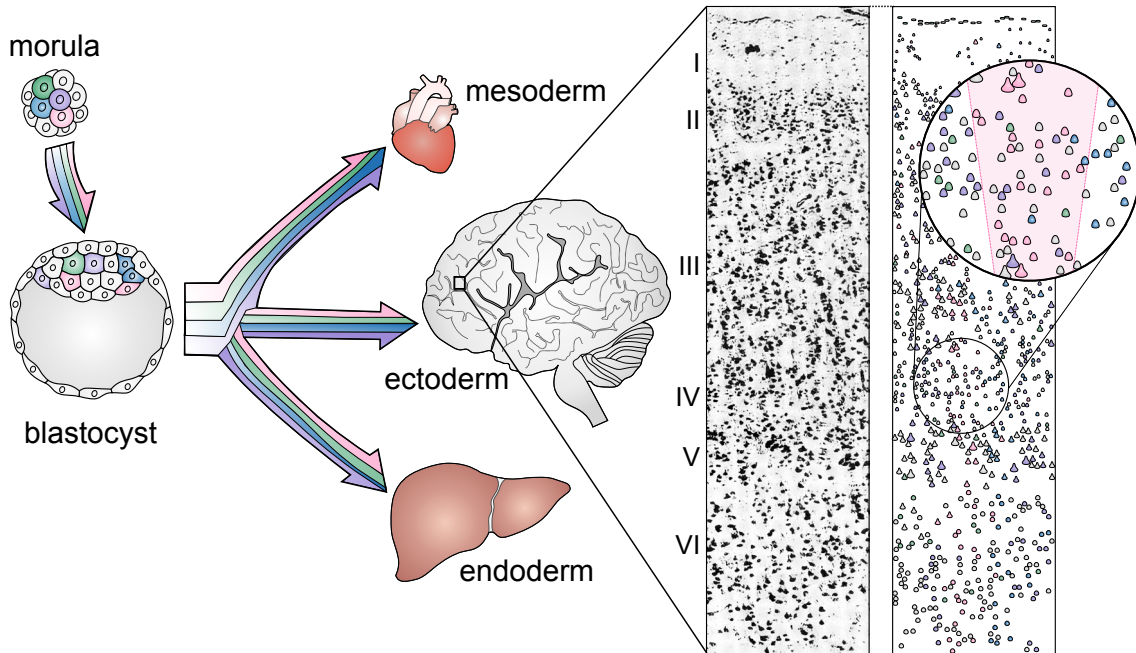 morula
blastocyst
mesoderm
ectoderm
endoderm
I
II
III
IV
V
VI